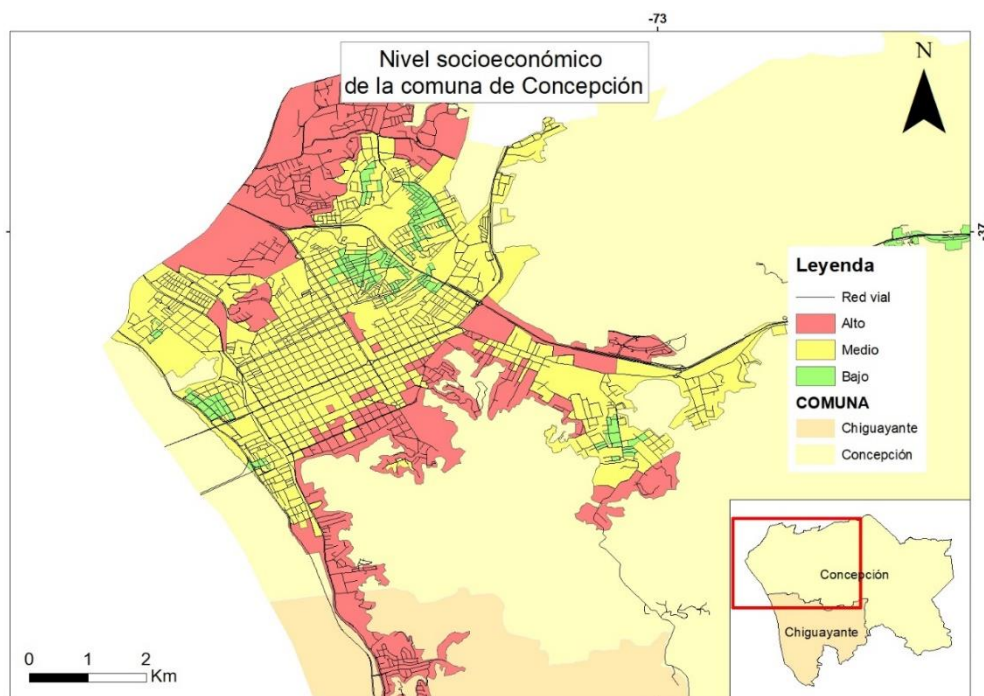 -73
Nivel socioeconómico
de la comuna de Concepción
N
-37
Leyenda
Red vial
Alto
Medio
Bajo
COMUNA
Chiguayante
Concepción
Concepción
Chiguayante
0 1 2
Km